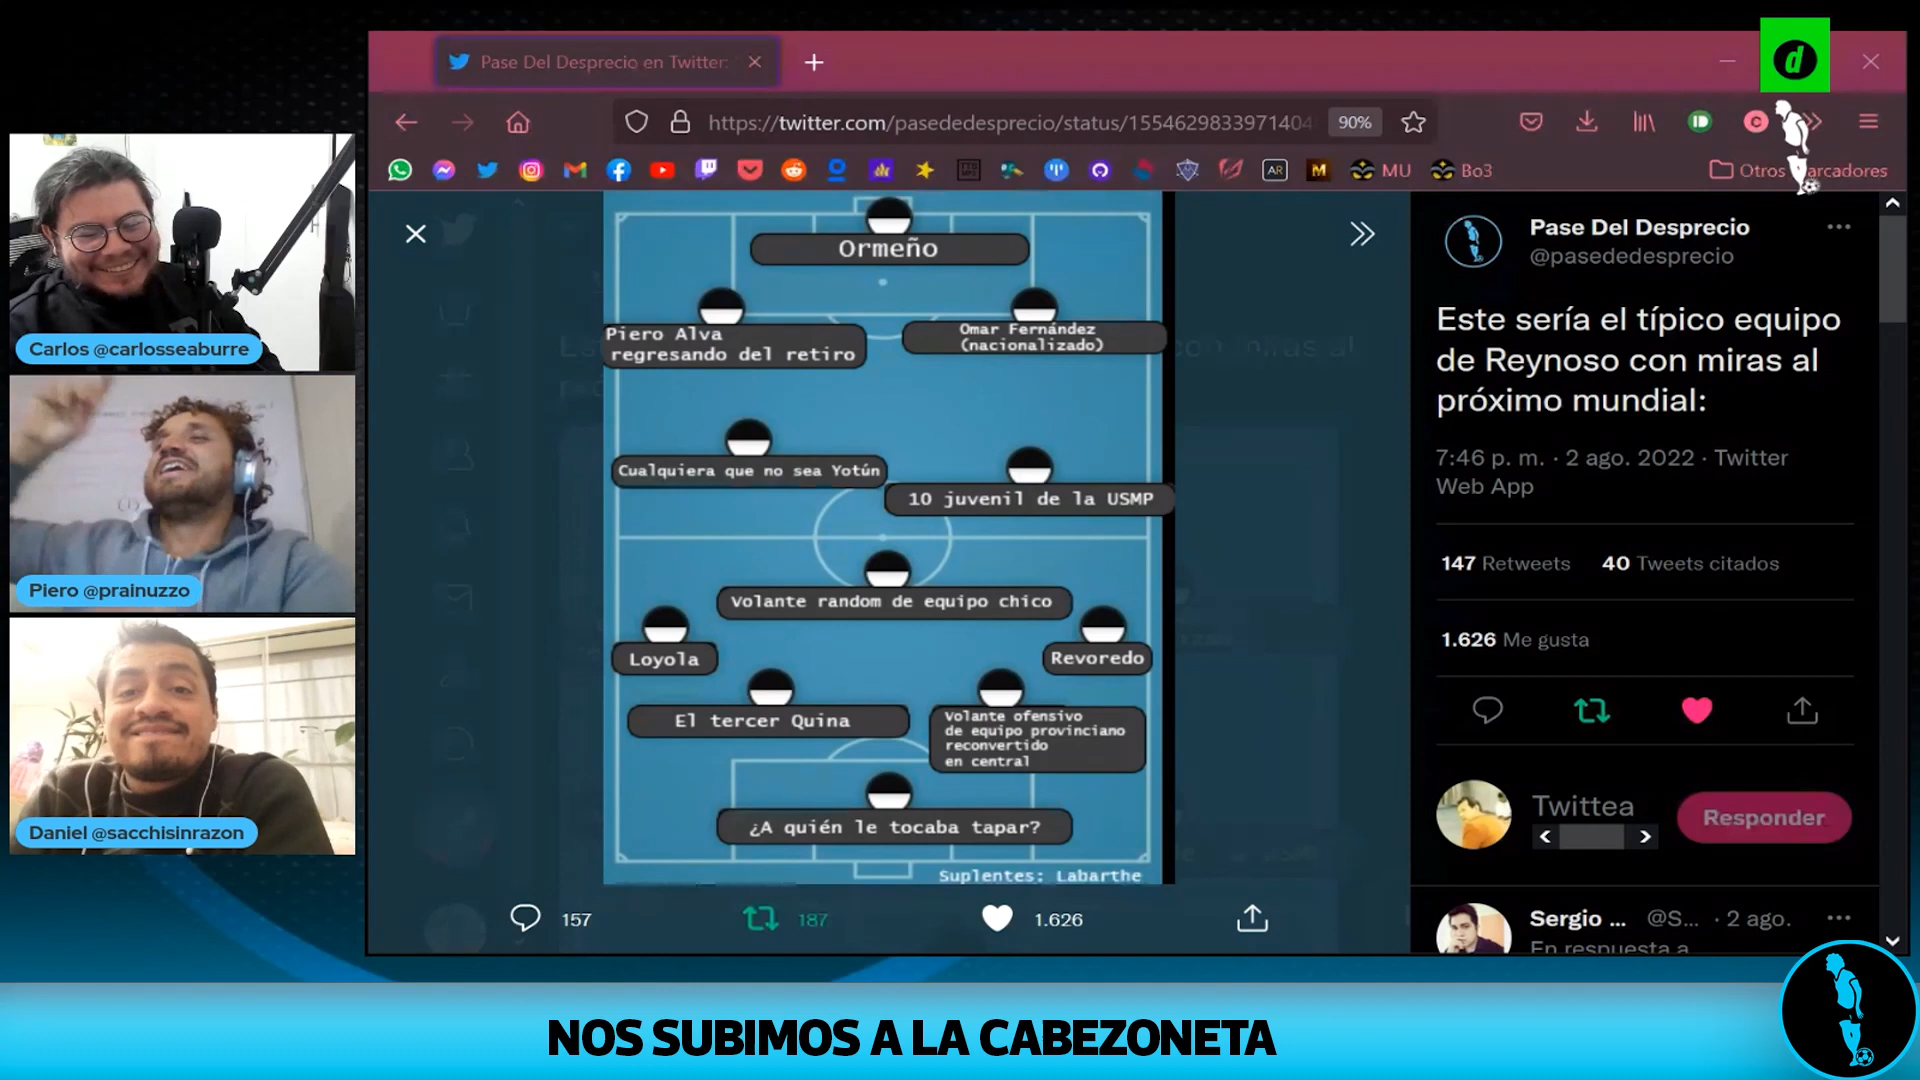 Pase Del Desprecio en Twitter:
https://twitter.com/pasededesprecio/status/155462983397140
90%
MU
Bo3
Otros
arcadores
Ormeño
Piero Alva
regresando del retiro
Omar Fernández
(nacionalizado)
Cualquiera que no sea Yotún
10 juvenil de la USMP
Volante random de equipo chico
Loyola
Revoredo
El tercer Quina
Volante ofensivo
de equipo provinciano
reconvertido
en central
¿A quién le tocaba tapar?
Suplentes: Labarthe
157
187
1.626
Pase Del Desprecio
@pasededesprecio
Este sería el típico equipo
de Reynoso con miras al
próximo mundial:
7:46 p. m. · 2 ago. 2022 · Twitter
Web App
147 Retweets 40 Tweets citados
1.626 Me gusta
Twittea
Responder
Sergio ... @S... · 2 ago.
En respuesta a
Carlos @carlosseaburre
Piero @prainuzzo
Daniel @sacchisinrazon
d
AR
M
NOS SUBIMOS A LA CABEZONETA